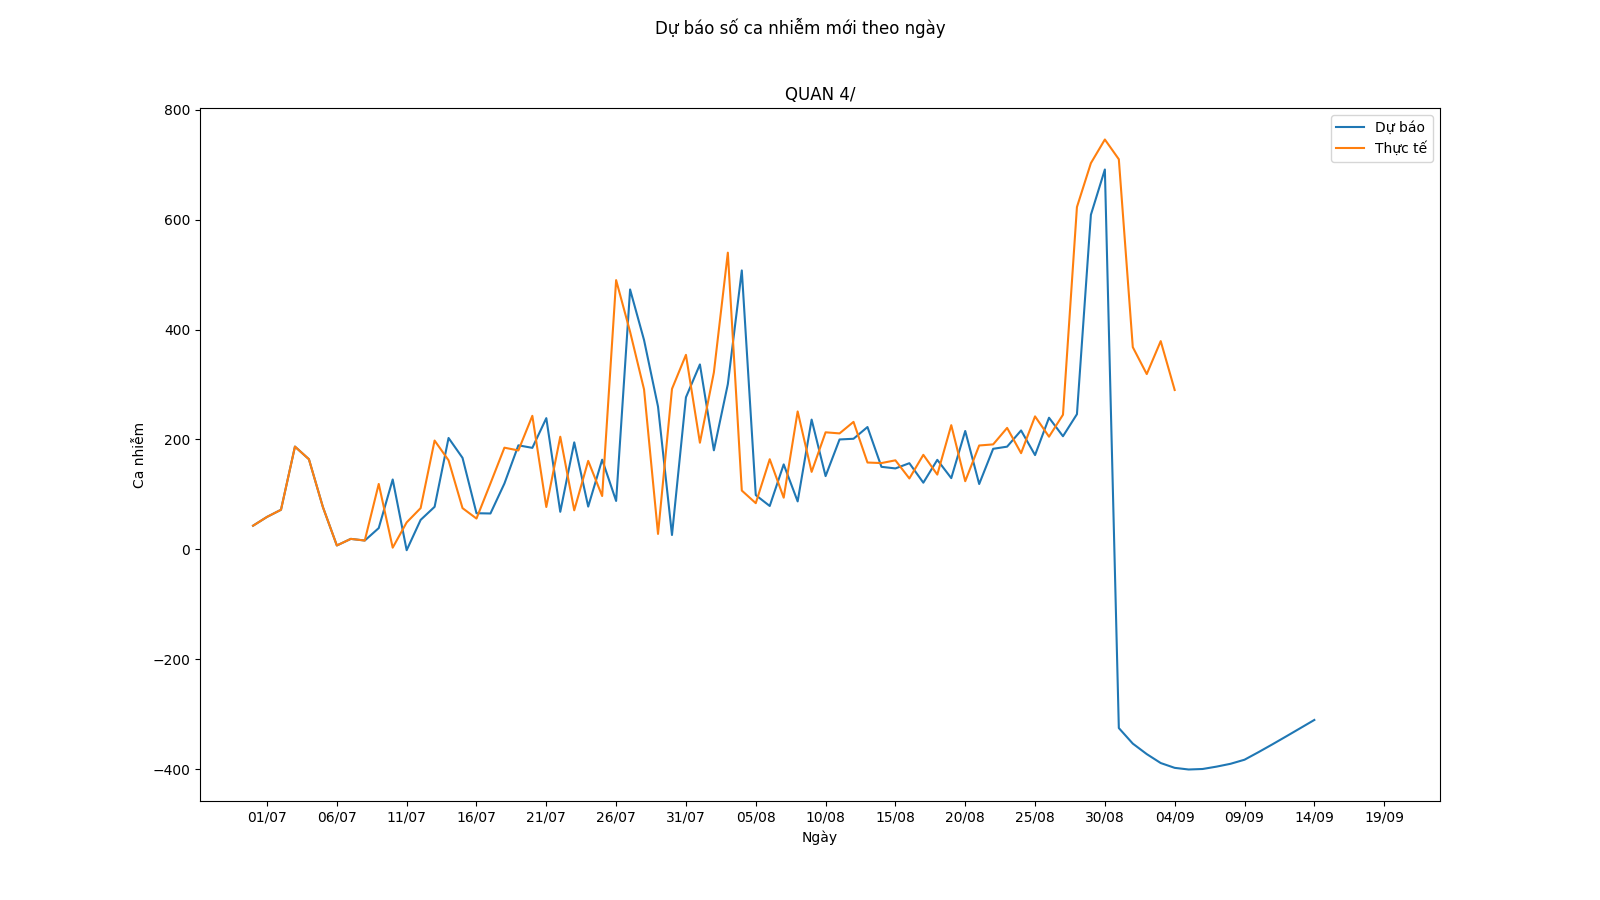 Dự báo số ca nhiễm mới theo ngày
QUAN 4/
Dự báo
Thực tế
Ca nhiễm
800
600
400
200
0
−200
−400
01/07 06/07 11/07 16/07 21/07 26/07 31/07 05/08 10/08 15/08 20/08 25/08 30/08 04/09 09/09 14/09 19/09
Ngày